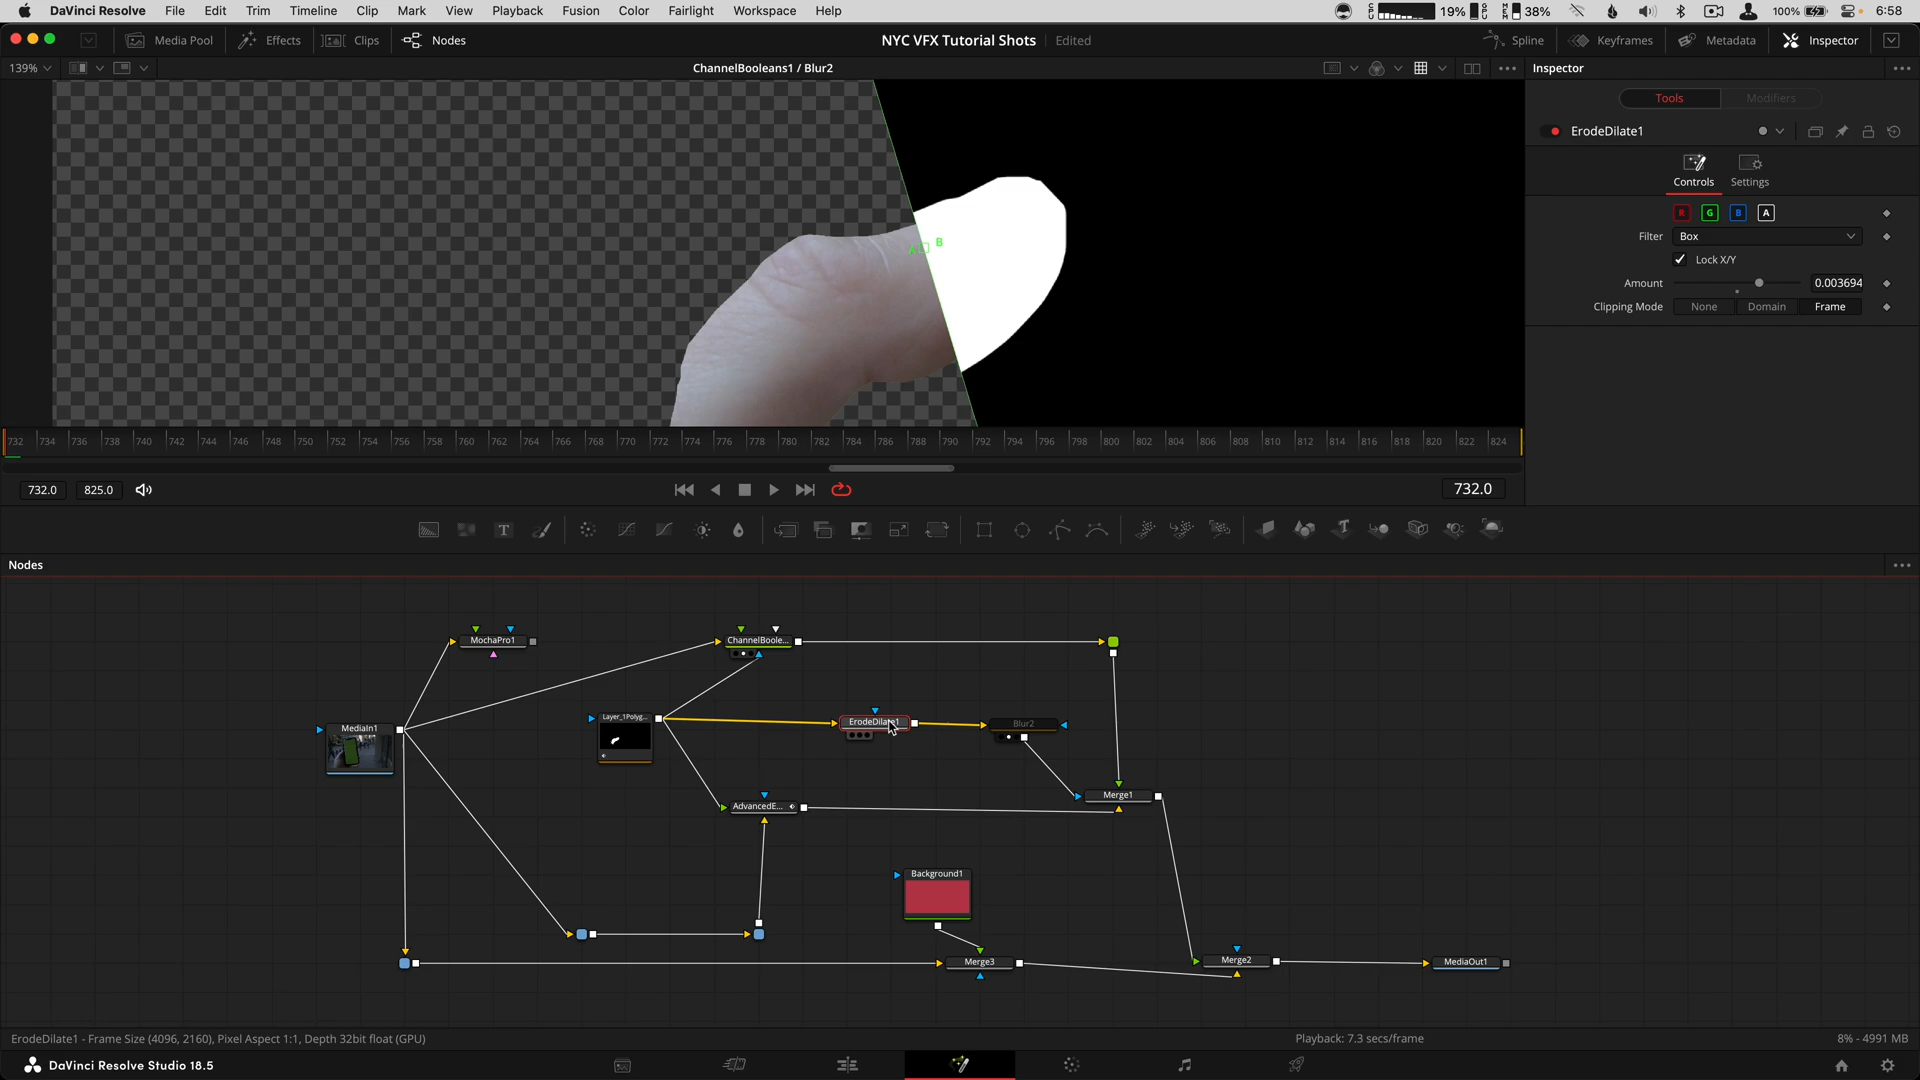 DaVinci Resolve File Edit Trim Timeline Clip Mark View Playback Fusion Color Fairlight Workspace Help 19% 38% 100% 6:58
Media Pool Effects Clips Nodes NYC VFX Tutorial Shots Edited Spline Keyframes Metadata Inspector
139% ChannelBooleans1 / Blur2 Inspector
Tools Modifiers
ErodeDilate1
Controls Settings
R G B A
Filter Box
Lock X/Y
Amount 0.003694
Clipping Mode None Domain Frame
B
732 734 736 738 740 742 744 746 748 750 752 754 756 758 760 762 764 766 768 770 772 774 776 778 780 782 784 786 788 790 792 794 796 798 800 802 804 806 808 810 812 814 816 818 820 822 824
732.0 825.0 732.0
T
Nodes
MochaPro1 ChannelBoole...
MediaIn1 Layer_1Polyg... ErodeDilate1 Blur2
AdvancedE... Merge1
Background1
Merge3 Merge2 MediaOut1
ErodeDilate1 - Frame Size (4096, 2160), Pixel Aspect 1:1, Depth 32bit float (GPU) Playback: 7.3 secs/frame 8% - 4991 MB
DaVinci Resolve Studio 18.5